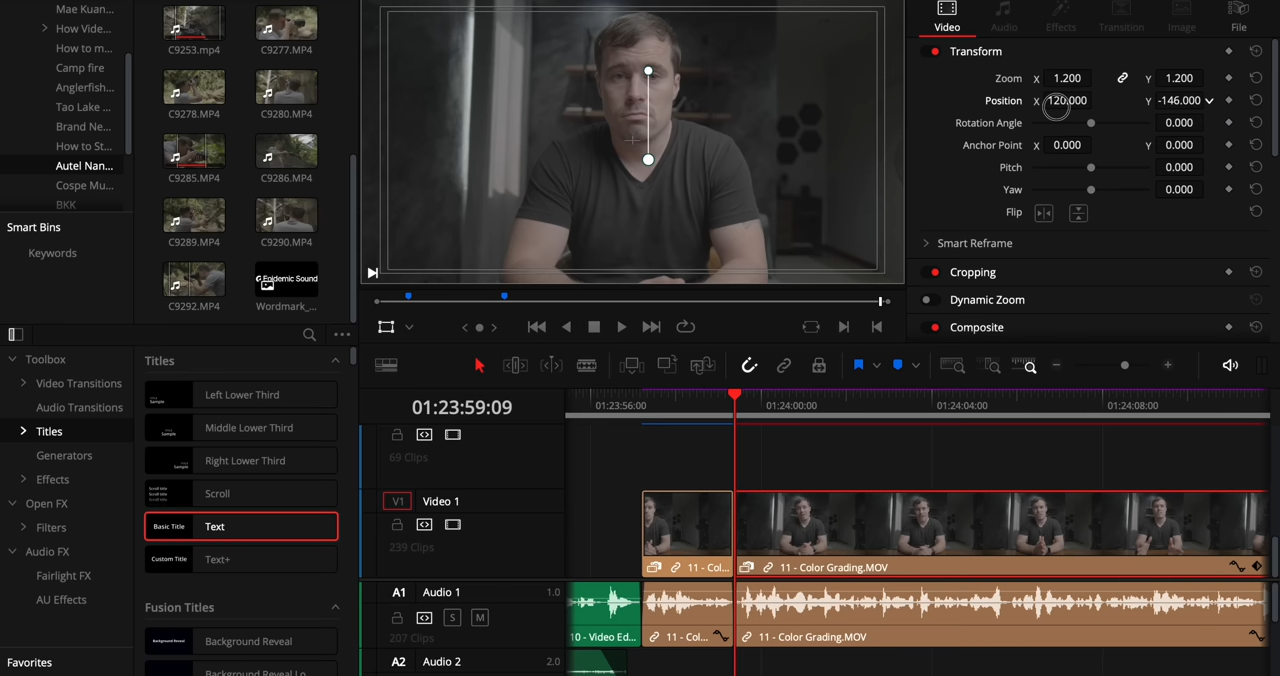 Mae Kuan...
How Vide...
How to m...
Camp fire
Anglerfish...
Tao Lake ...
Brand Ne...
How to St...
Autel Nan...
Cospe Mu...
BKK
Smart Bins
Keywords
C9253.mp4
C9277.MP4
C9278.MP4
C9280.MP4
C9285.MP4
C9286.MP4
C9289.MP4
C9290.MP4
Epidemic Sound
C9292.MP4
Wordmark_...
Video
Audio
Effects
Transition
Image
File
Transform
Zoom X 1.200 Y 1.200
Position X 120.000 Y -146.000
Rotation Angle 0.000
Anchor Point X 0.000 Y 0.000
Pitch 0.000
Yaw 0.000
Flip
Smart Reframe
Cropping
Dynamic Zoom
Composite
Toolbox
Video Transitions
Audio Transitions
Titles
Generators
Effects
Open FX
Filters
Audio FX
Fairlight FX
AU Effects
Favorites
Titles
Left Lower Third
Middle Lower Third
Right Lower Third
Scroll
Basic Title
Text
Custom Title
Text+
Fusion Titles
Background Reveal
Background Reveal
Background Reveal Lo...
01:23:59:09
01:23:56:00
01:24:00:00
01:24:04:00
01:24:08:00
69 Clips
V1 Video 1
239 Clips
11 - Col...
11 - Color Grading.MOV
A1 Audio 1 1.0
S M
207 Clips
10 - Video Ed...
11 - Col...
11 - Color Grading.MOV
A2 Audio 2 2.0